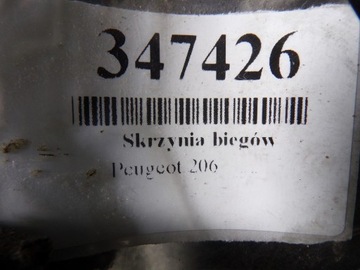 347426
Skrzynia biegów
Peugeot 206